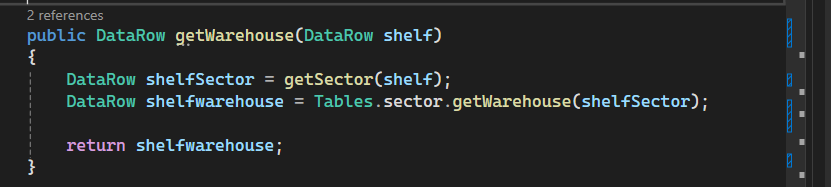 2 references
public DataRow getWarehouse(DataRow shelf)
{
DataRow shelfSector = getSector(shelf);
DataRow shelfwarehouse = Tables.sector.getWarehouse(shelfSector);
return shelfwarehouse;
}